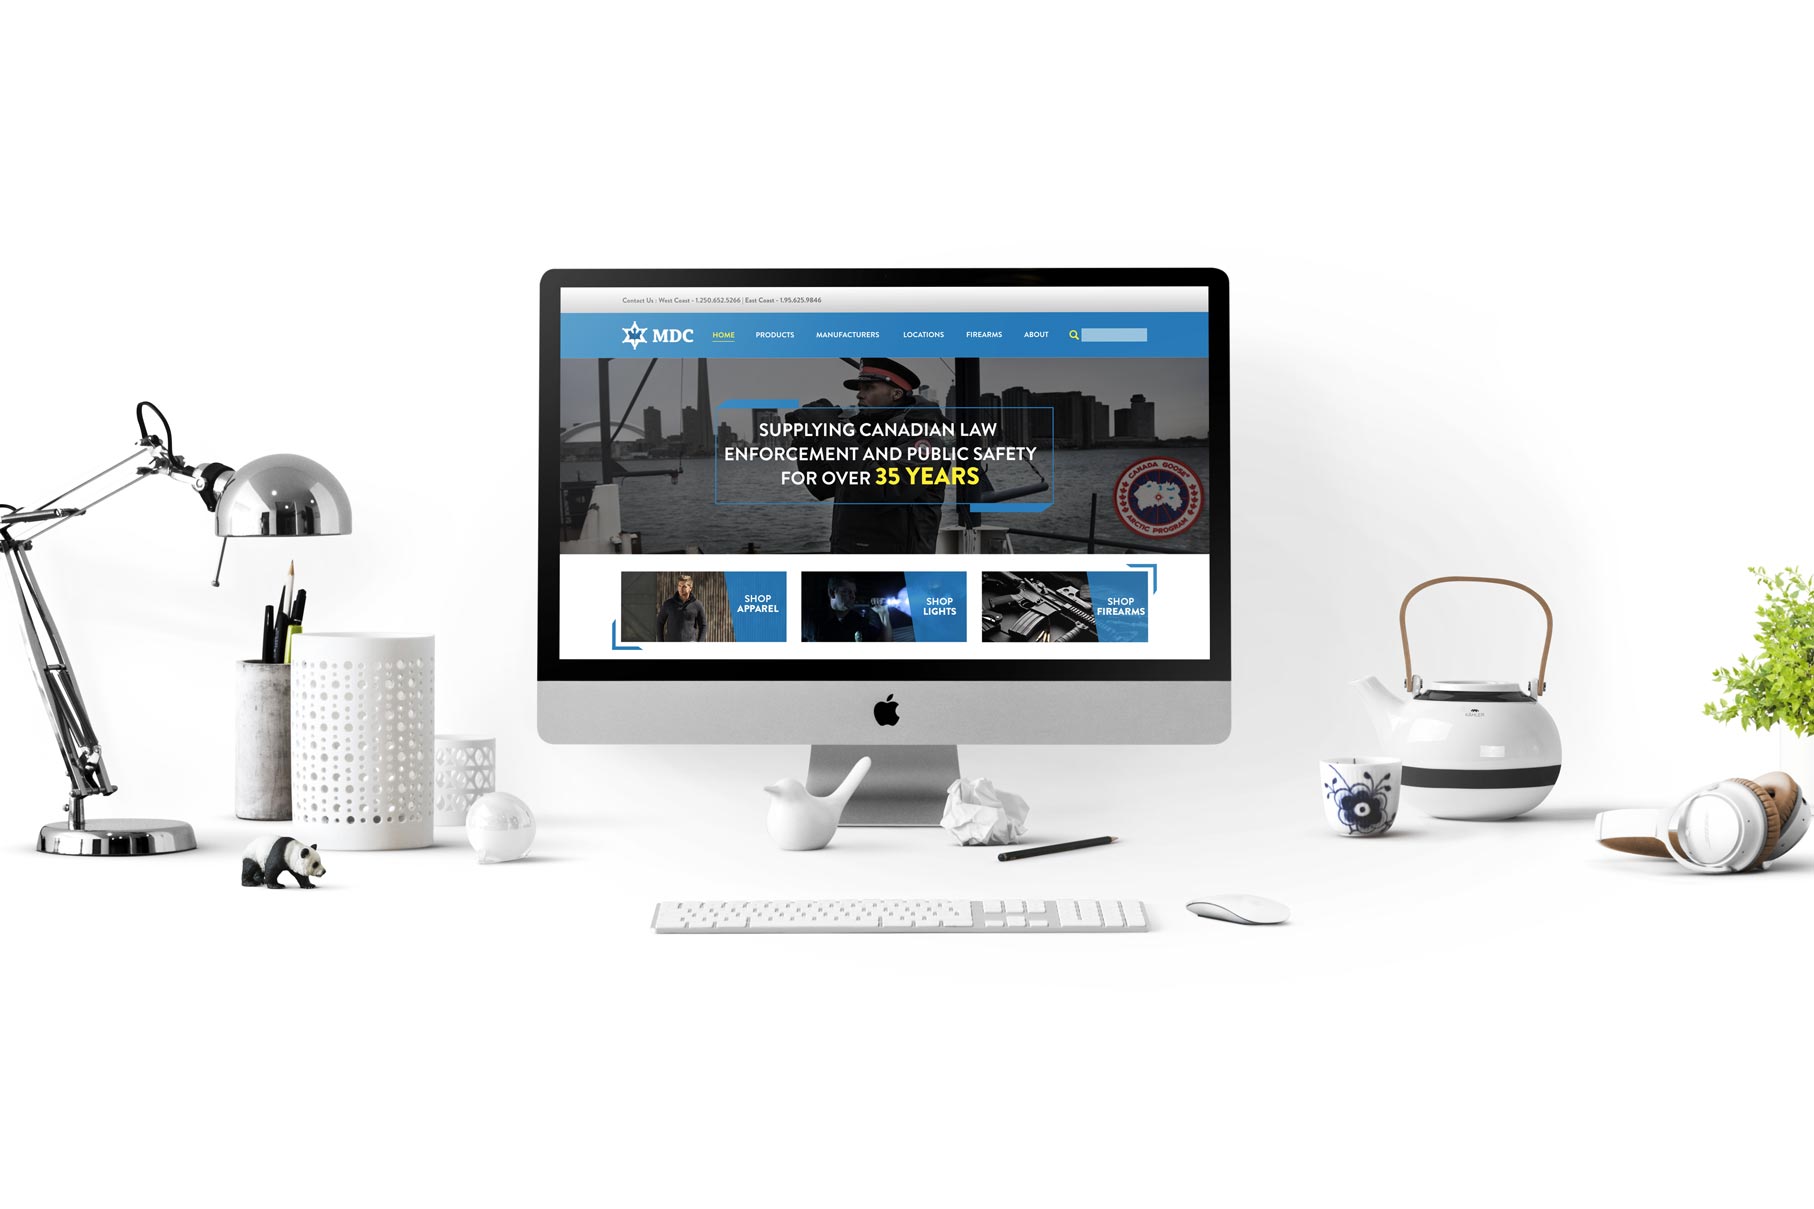 Contact Us : West Coast - 1.250.652.5266 | East Coast - 1.95.625.9846
MDC HOME PRODUCTS MANUFACTURERS LOCATIONS FIREARMS ABOUT
SUPPLYING CANADIAN LAW
ENFORCEMENT AND PUBLIC SAFETY
FOR OVER 35 YEARS
CANADA GOOSE
ARCTIC PROGRAM
SHOP
APPAREL
SHOP
LIGHTS
SHOP
FIREARMS
KÄHLER